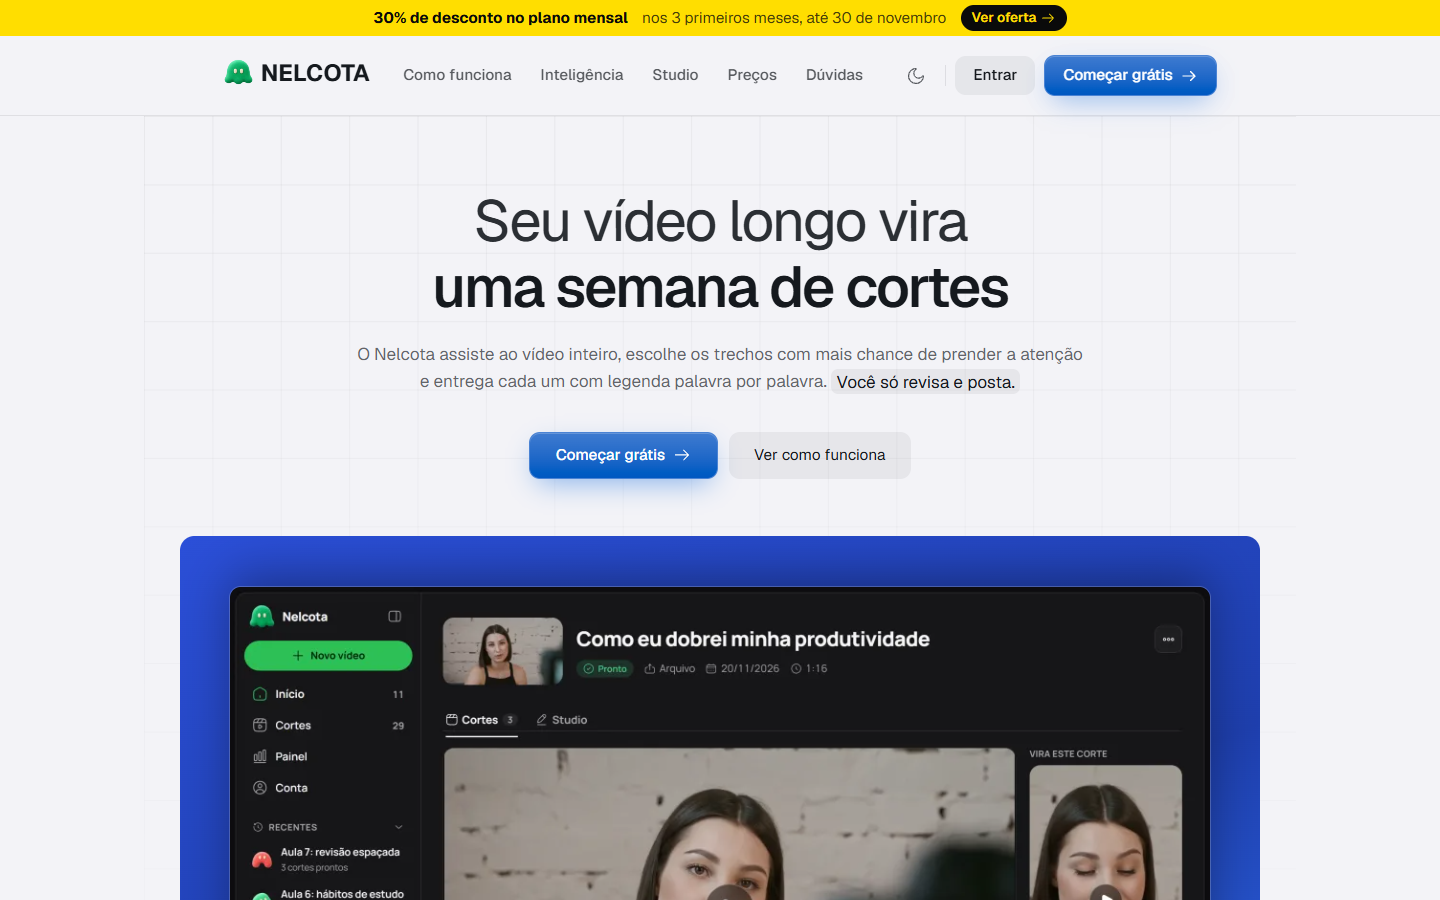 30% de desconto no plano mensal nos 3 primeiros meses, até 30 de novembro Ver oferta →
NELCOTA Como funciona Inteligência Studio Preços Dúvidas Entrar Começar grátis →
Seu vídeo longo vira
uma semana de cortes
O Nelcota assiste ao vídeo inteiro, escolhe os trechos com mais chance de prender a atenção
e entrega cada um com legenda palavra por palavra. Você só revisa e posta.
Começar grátis → Ver como funciona
Nelcota
+ Novo vídeo
Início 11
Cortes 29
Painel
Conta
RECENTES
Aula 7: revisão espaçada
3 cortes prontos
Aula 6: hábitos de estudo
Como eu dobrei minha produtividade
Pronto Arquivo 20/11/2026 1:16
Cortes 3 Studio
VIRA ESTE CORTE